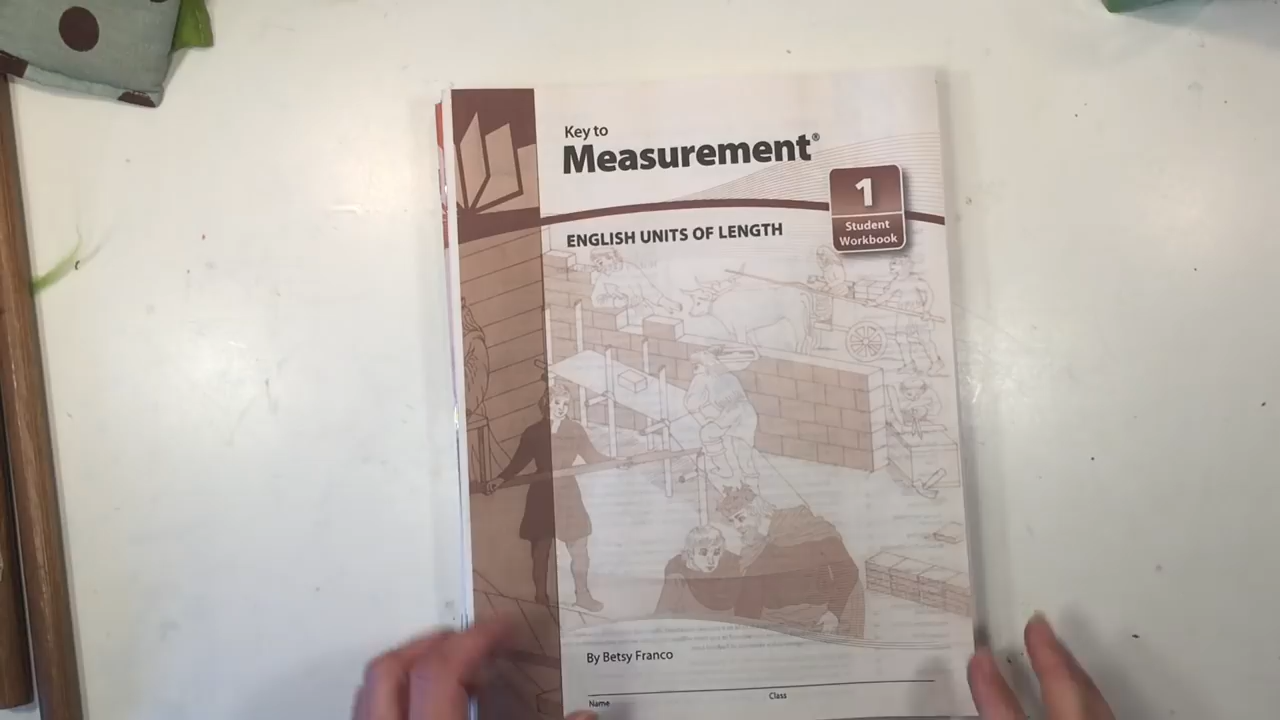 Key to
Measurement®
1
Student
Workbook
ENGLISH UNITS OF LENGTH
By Betsy Franco
Name
Class